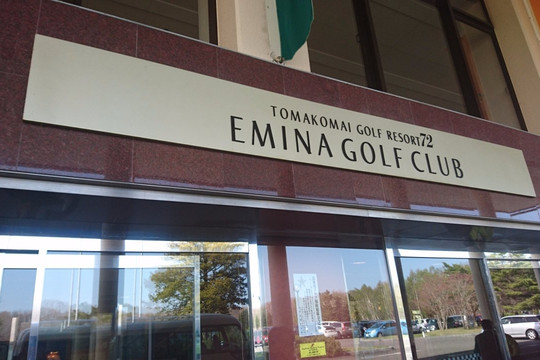 TOMAKOMAI GOLF RESORT72
EMINA GOLF CLUB